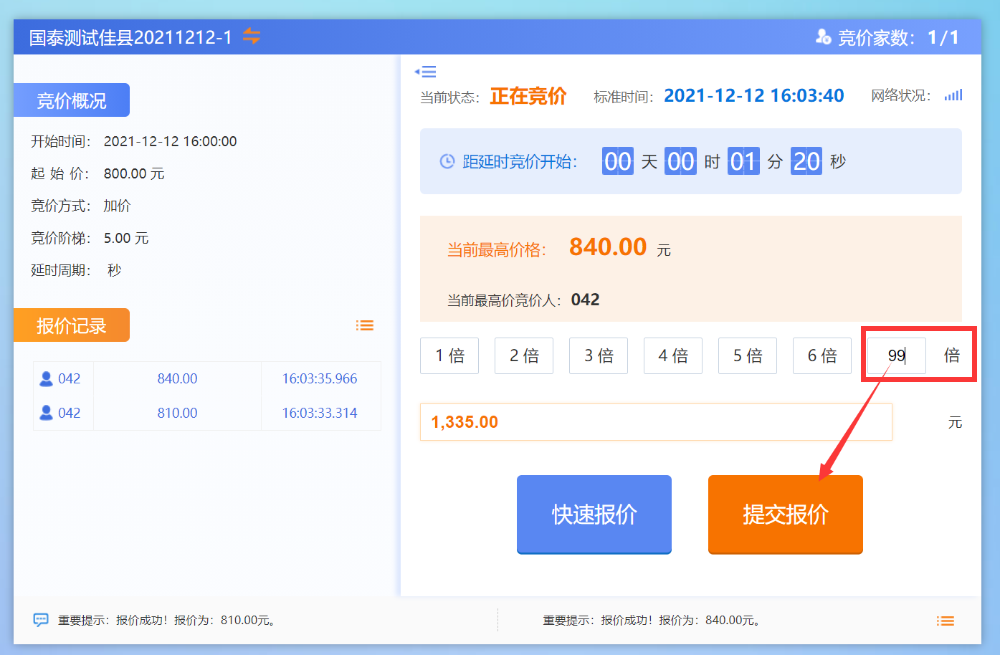 国泰测试佳县20211212-1
竞价家数：1/1
竞价概况
开始时间： 2021-12-12 16:00:00
起 始 价： 800.00 元
竞价方式： 加价
竞价阶梯： 5.00 元
延时周期： 秒
报价记录
042 840.00 16:03:35.966
042 810.00 16:03:33.314
当前状态：正在竞价 标准时间：2021-12-12 16:03:40 网络状况：
距延时竞价开始： 00 天 00 时 01 分 20 秒
当前最高价格： 840.00 元
当前最高价竞价人：042
1 倍 2 倍 3 倍 4 倍 5 倍 6 倍 99 倍
1,335.00 元
快速报价 提交报价
重要提示：报价成功！报价为：810.00元。
重要提示：报价成功！报价为：840.00元。